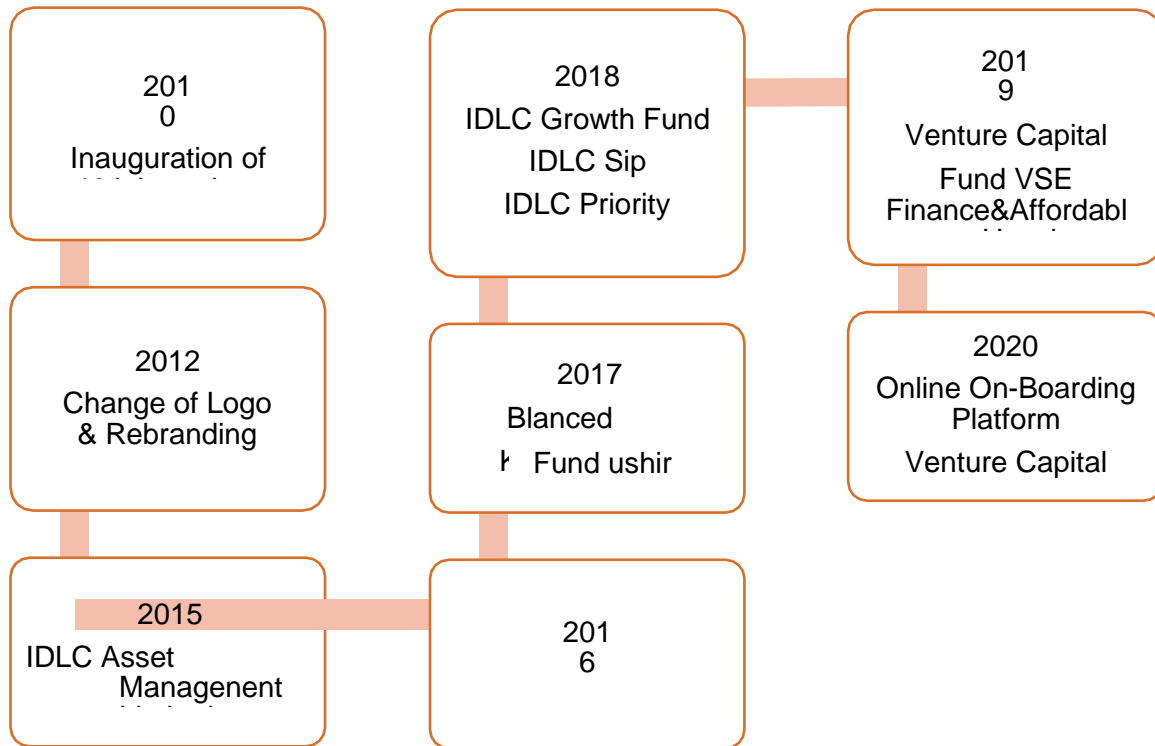 201
0
Inauguration of
2012
Change of Logo
& Rebranding
2015
IDLC Asset
Managenent
201
6
2017
Blanced
Fund ushir
2018
IDLC Growth Fund
IDLC Sip
IDLC Priority
201
9
Venture Capital
Fund VSE
Finance&Affordabl
2020
Online On-Boarding
Platform
Venture Capital